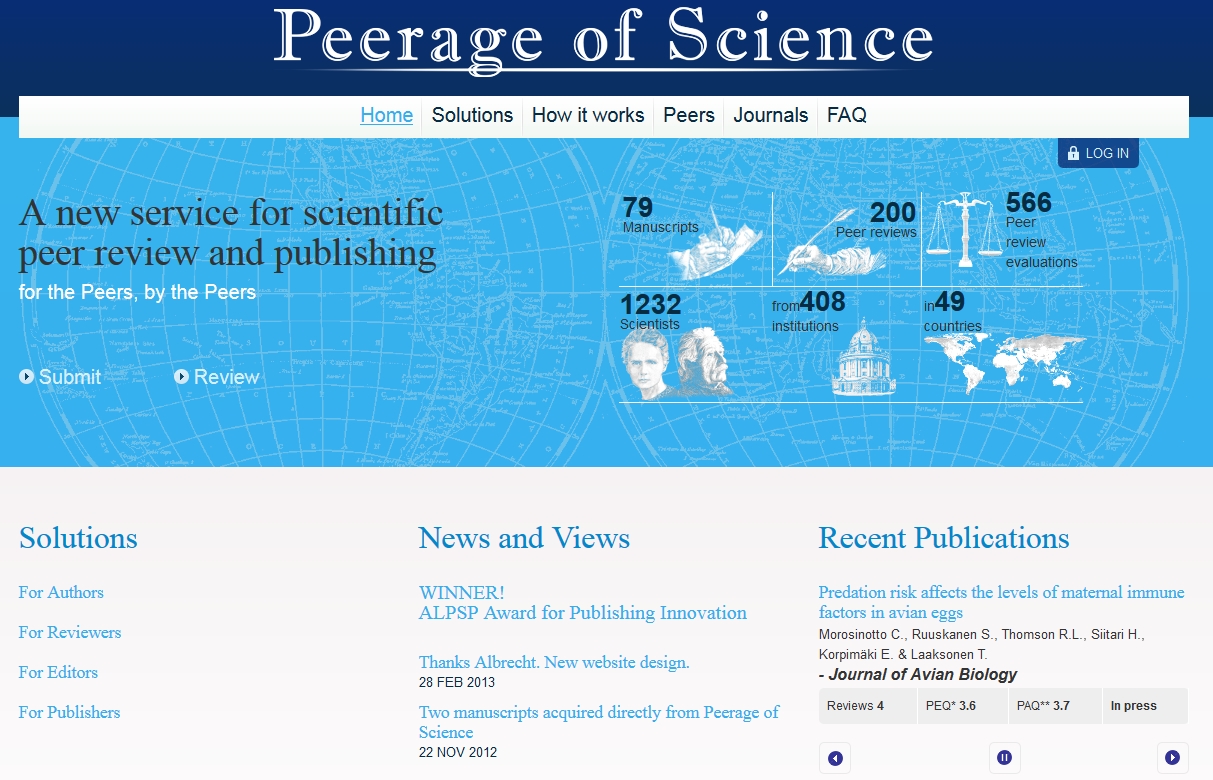 Peerage of Science
Home Solutions How it works Peers Journals FAQ
LOG IN
A new service for scientific
peer review and publishing
for the Peers, by the Peers
Submit Review
79
Manuscripts
200
Peer reviews
566
Peer
review
evaluations
1232
Scientists
from408
institutions
in49
countries
Solutions
For Authors
For Reviewers
For Editors
For Publishers
News and Views
WINNER!
ALPSP Award for Publishing Innovation
Thanks Albrecht. New website design.
28 FEB 2013
Two manuscripts acquired directly from Peerage of
Science
22 NOV 2012
Recent Publications
Predation risk affects the levels of maternal immune
factors in avian eggs
Morosinotto C., Ruuskanen S., Thomson R.L., Siitari H.,
Korpimäki E. & Laaksonen T.
- Journal of Avian Biology
Reviews 4 PEQ* 3.6 PAQ** 3.7 In press